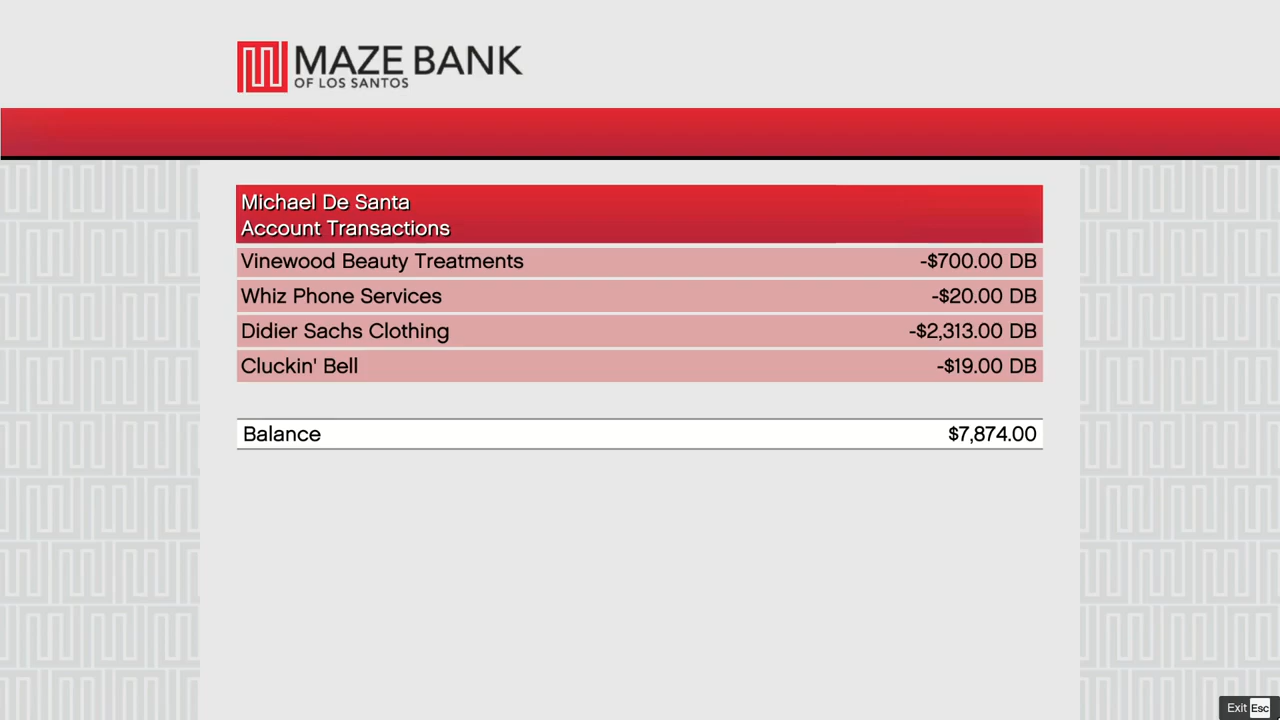 MAZE BANK
OF LOS SANTOS
Michael De Santa
Account Transactions
Vinewood Beauty Treatments -$700.00 DB
Whiz Phone Services -$20.00 DB
Didier Sachs Clothing -$2,313.00 DB
Cluckin' Bell -$19.00 DB
Balance $7,874.00
Exit Esc